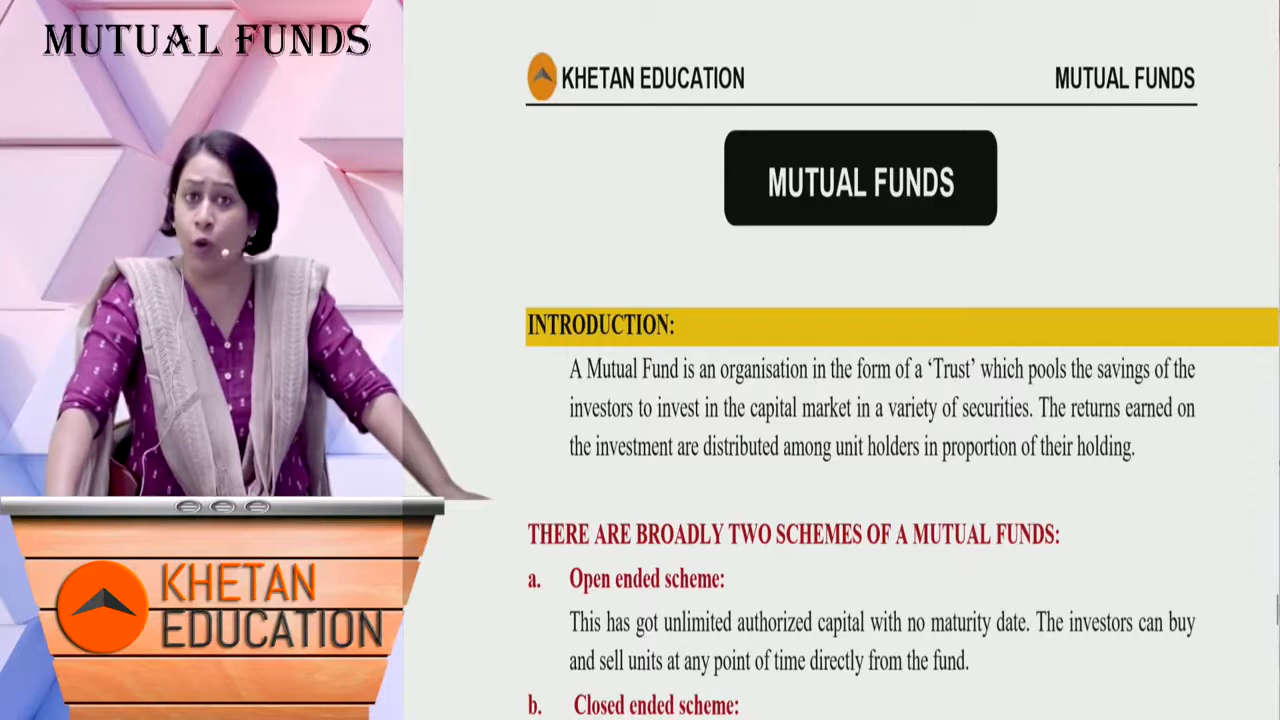 MUTUAL FUNDS
KHETAN EDUCATION
MUTUAL FUNDS
MUTUAL FUNDS
INTRODUCTION:
A Mutual Fund is an organisation in the form of a ‘Trust’ which pools the savings of the
investors to invest in the capital market in a variety of securities. The returns earned on
the investment are distributed among unit holders in proportion of their holding.
THERE ARE BROADLY TWO SCHEMES OF A MUTUAL FUNDS:
a. Open ended scheme:
This has got unlimited authorized capital with no maturity date. The investors can buy
and sell units at any point of time directly from the fund.
b. Closed ended scheme:
KHETAN
EDUCATION